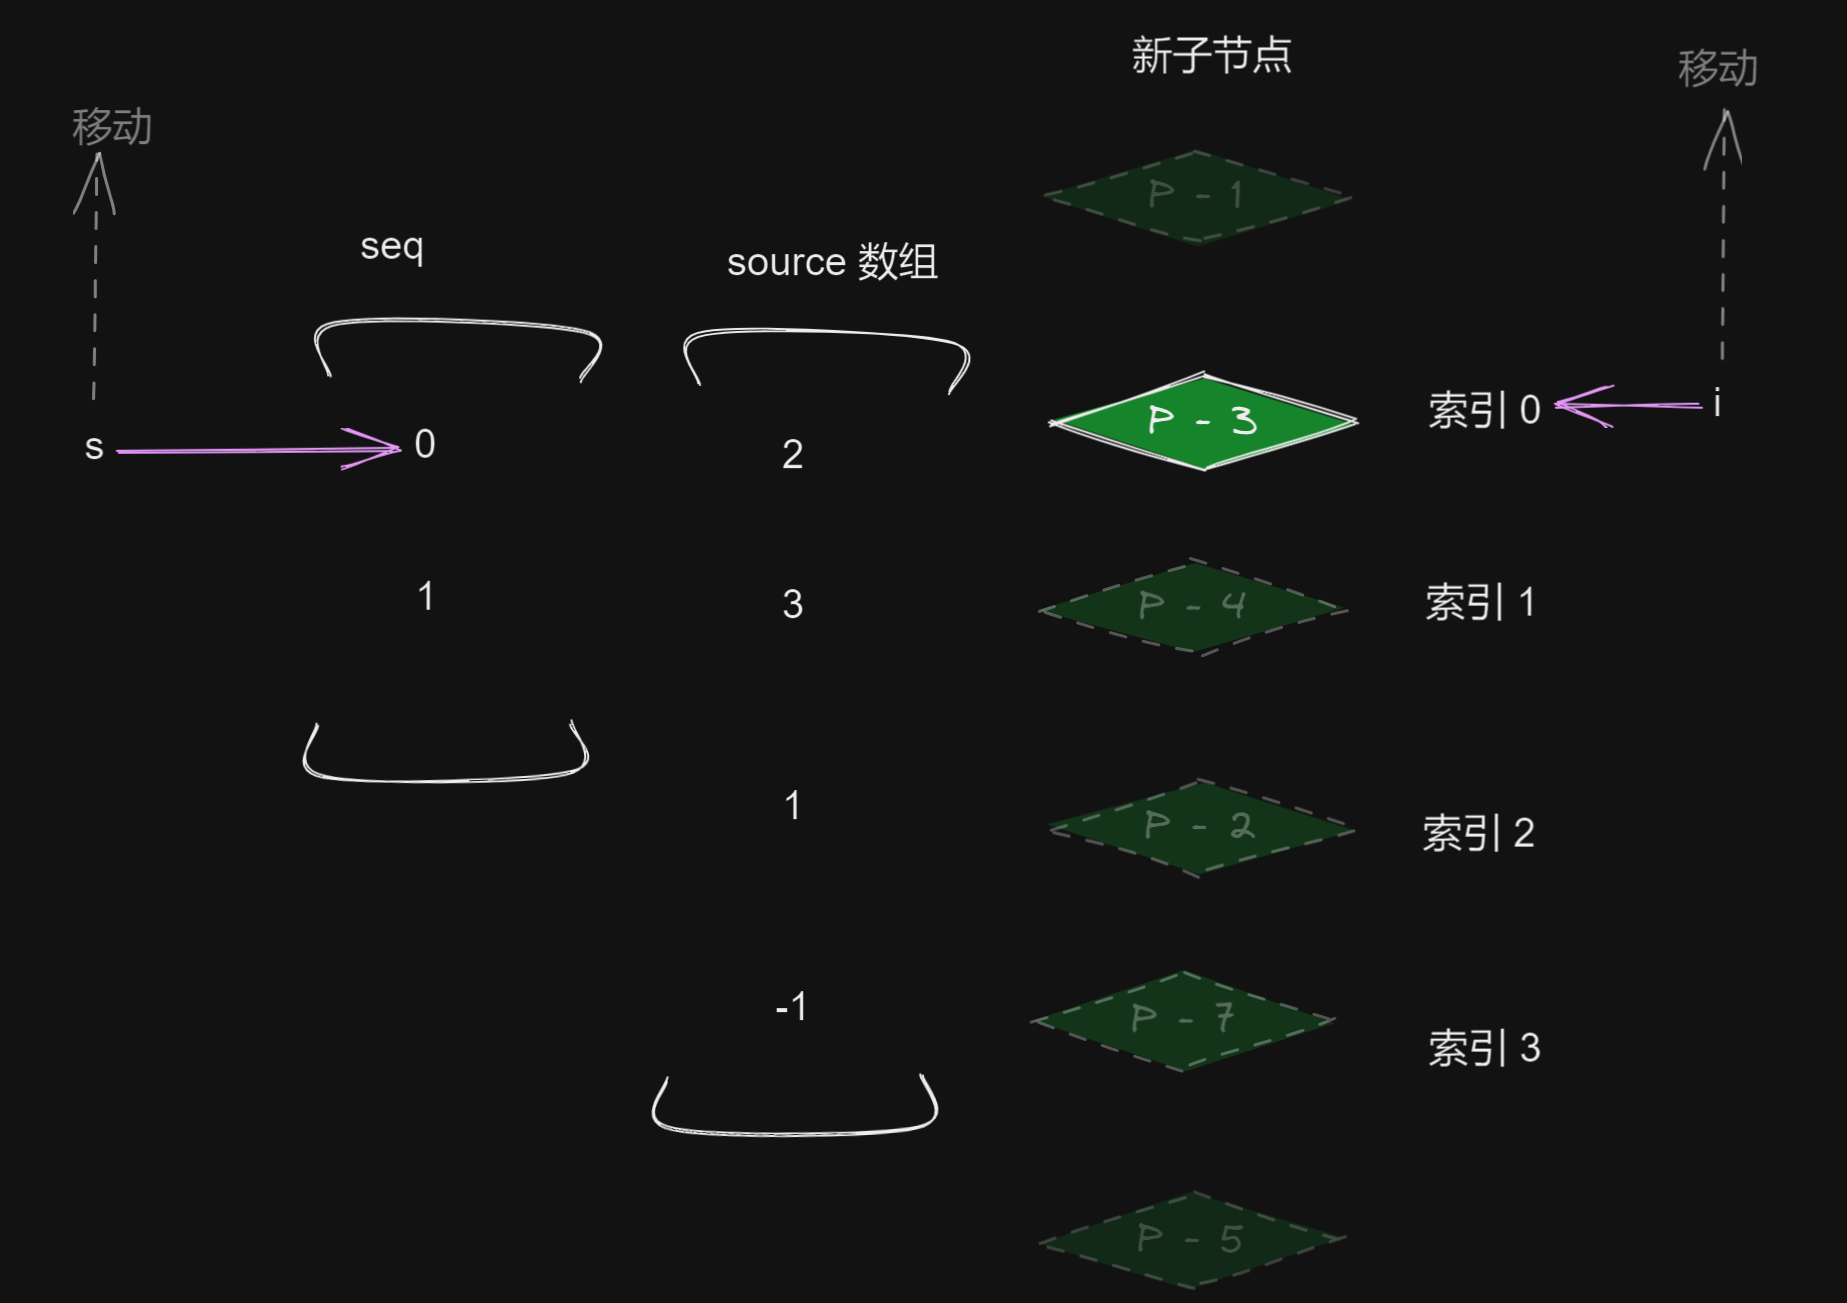 新子节点
移动
移动
P - 1
seq
source 数组
s
0
2
P - 3
索引 0
i
1
3
P - 4
索引 1
1
P - 2
索引 2
-1
P - 7
索引 3
P - 5